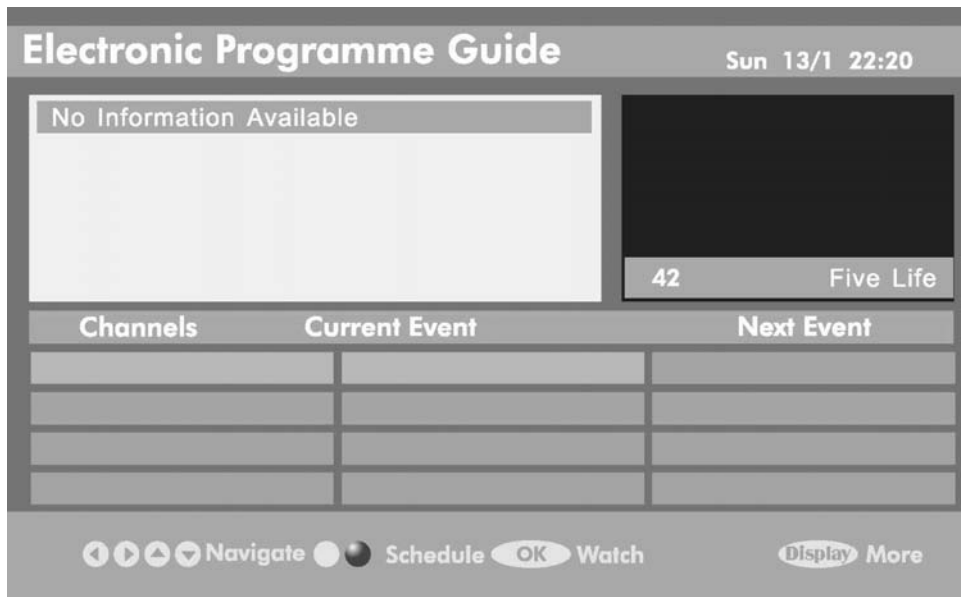 Electronic Programme Guide Sun 13/1 22:20
No Information Available
42 Five Life
Channels Current Event Next Event
Navigate Schedule OK Watch Display More